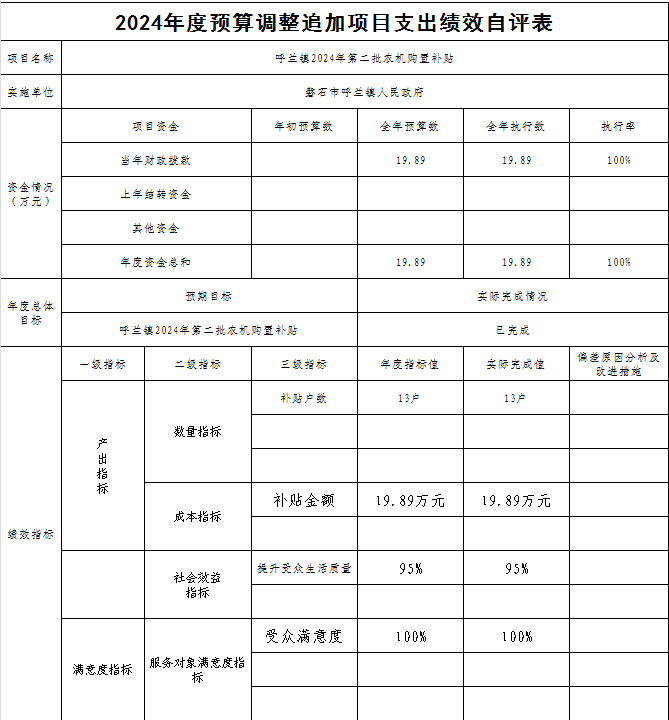 2024年度预算调整追加项目支出绩效自评表
项目名称 呼兰镇2024年第二批农机购置补贴
实施单位 磐石市呼兰镇人民政府
资金情况
（万元）
项目资金 年初预算数 全年预算数 全年执行数 执行率
当年财政拨款 19.89 19.89 100%
上年结转资金
其他资金
年度资金总和 19.89 19.89 100%
年度总体
目标
预期目标 实际完成情况
呼兰镇2024年第二批农机购置补贴 已完成
绩效指标
一级指标 二级指标 三级指标 年度指标值 实际完成值 偏差原因分析及
改进措施
产
出
指
标
数量指标
补贴户数 13户 13户
成本指标
补贴金额 19.89万元 19.89万元
社会效益
指标
提升受众生活质量 95% 95%
满意度指标
服务对象满意度指
标
受众满意度 100% 100%